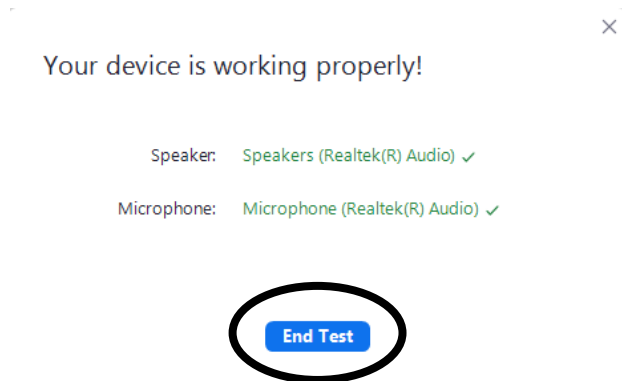 Your device is working properly!
Speaker: Speakers (Realtek(R) Audio) ✓
Microphone: Microphone (Realtek(R) Audio) ✓
End Test